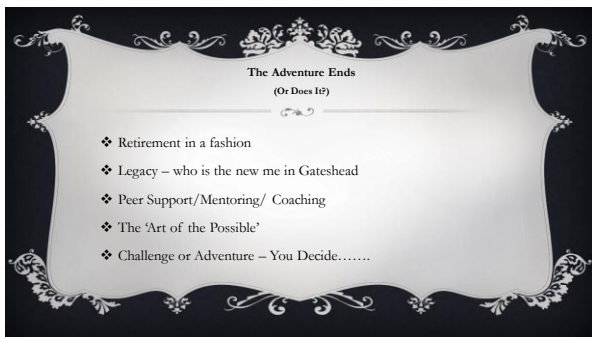 The Adventure Ends
(Or Does It?)
❖ Retirement in a fashion
❖ Legacy – who is the new me in Gateshead
❖ Peer Support/Mentoring/ Coaching
❖ The ‘Art of the Possible’
❖ Challenge or Adventure – You Decide…….